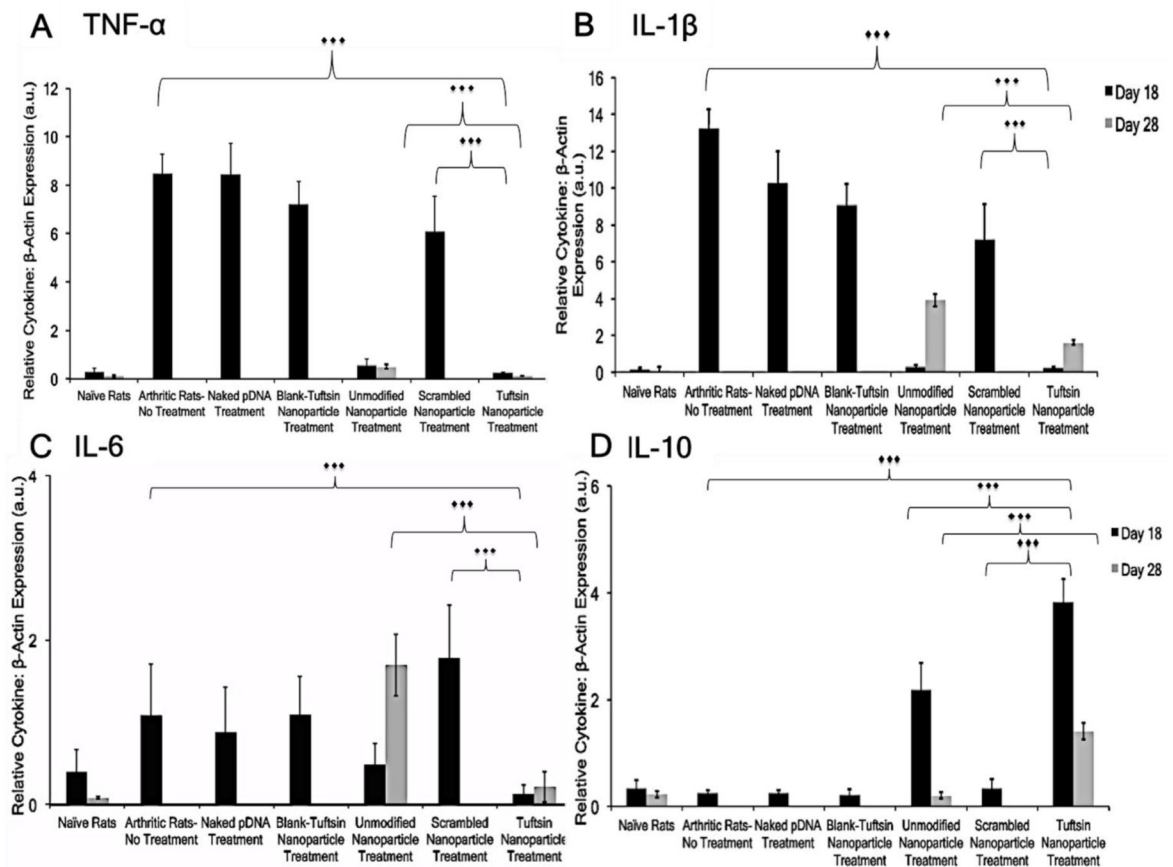 A TNF-α
♦♦♦
♦♦♦
♦♦♦
Relative Cytokine: β-Actin Expression (a.u.)
12
10
8
6
4
2
0
Naïve Rats
Arthritic Rats-
No Treatment
Naked pDNA
Treatment
Blank-Tuftsin
Nanoparticle
Treatment
Unmodified
Nanoparticle
Treatment
Scrambled
Nanoparticle
Treatment
Tuftsin
Nanoparticle
Treatment
B IL-1β
♦♦♦
♦♦♦
♦♦♦
Day 18
Day 28
Relative Cytokine: β-Actin
Expression (a.u.)
16
14
12
10
8
6
4
2
0
Naïve Rats
Arthritic Rats-
No Treatment
Naked pDNA
Treatment
Blank-Tuftsin
Nanoparticle
Treatment
Unmodified
Nanoparticle
Treatment
Scrambled
Nanoparticle
Treatment
Tuftsin
Nanoparticle
Treatment
C IL-6
♦♦♦
♦♦♦
♦♦♦
Relative Cytokine: β-Actin Expression (a.u.)
4
2
0
Naïve Rats
Arthritic Rats-
No Treatment
Naked pDNA
Treatment
Blank-Tuftsin
Nanoparticle
Treatment
Unmodified
Nanoparticle
Treatment
Scrambled
Nanoparticle
Treatment
Tuftsin
Nanoparticle
Treatment
D IL-10
♦♦♦
♦♦♦
♦♦♦
♦♦♦
Day 18
Day 28
Relative Cytokine: β-Actin Expression (a.u.)
6
4
2
0
Naïve Rats
Arthritic Rats-
No Treatment
Naked pDNA
Treatment
Blank-Tuftsin
Nanoparticle
Treatment
Unmodified
Nanoparticle
Treatment
Scrambled
Nanoparticle
Treatment
Tuftsin
Nanoparticle
Treatment